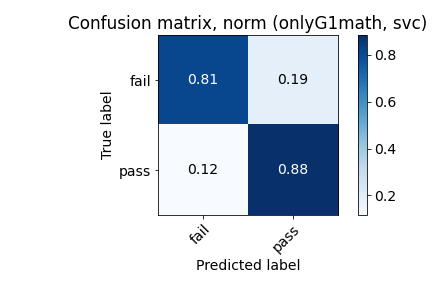 Confusion matrix, norm (onlyG1math, svc)
True label
fail
0.81
0.19
pass
0.12
0.88
fail
pass
Predicted label
0.8
0.6
0.4
0.2